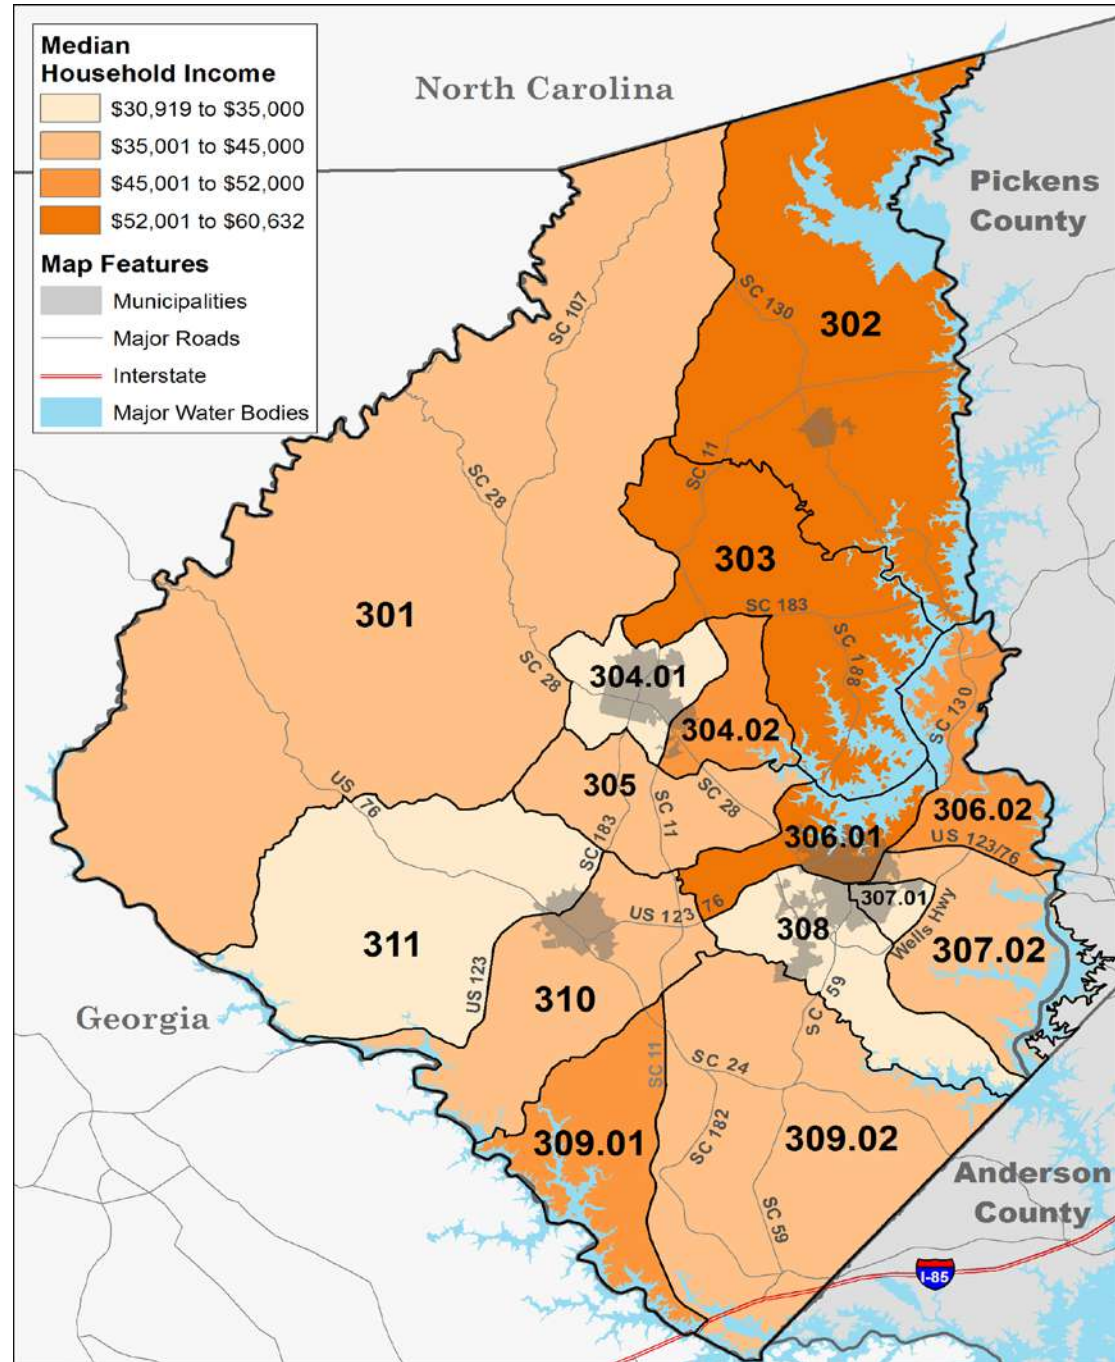 Median
Household Income
$30,919 to $35,000
$35,001 to $45,000
$45,001 to $52,000
$52,001 to $60,632
Map Features
Municipalities
Major Roads
Interstate
Major Water Bodies
North Carolina
Pickens
County
SC 107
SC 130
302
SC 11
SC 28
303
SC 183
301
SC 188
SC 28
304.01
SC 130
304.02
305
SC 28
US 76
SC 11
SC 183
306.01
306.02
US 123/76
307.01
US 123 76
308
Wells Hwy
311
307.02
US 123
310
SC 59
Georgia
SC 11
SC 24
SC 182
309.01
309.02
SC 59
Anderson
County
I-85